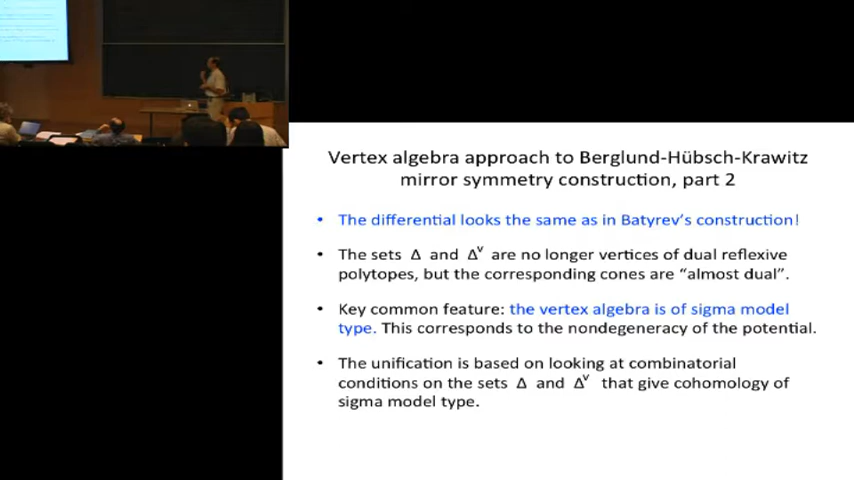 Vertex algebra approach to Berglund-Hübsch-Krawitz
mirror symmetry construction, part 2
• The differential looks the same as in Batyrev's construction!
• The sets Δ and Δ^v are no longer vertices of dual reflexive
polytopes, but the corresponding cones are "almost dual".
• Key common feature: the vertex algebra is of sigma model
type. This corresponds to the nondegeneracy of the potential.
• The unification is based on looking at combinatorial
conditions on the sets Δ and Δ^v that give cohomology of
sigma model type.